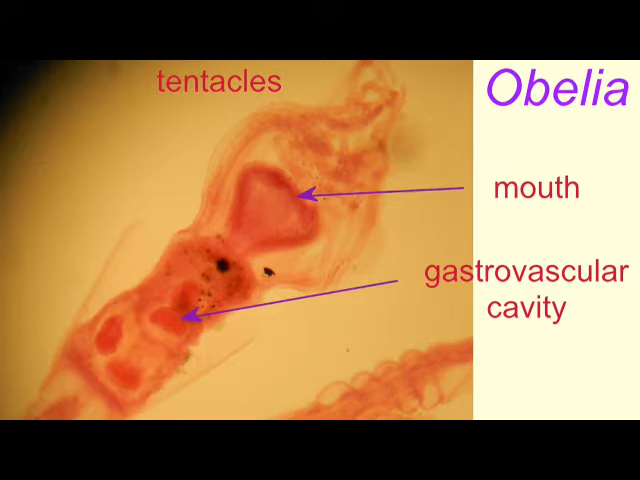 tentacles
Obelia
mouth
gastrovascular
cavity